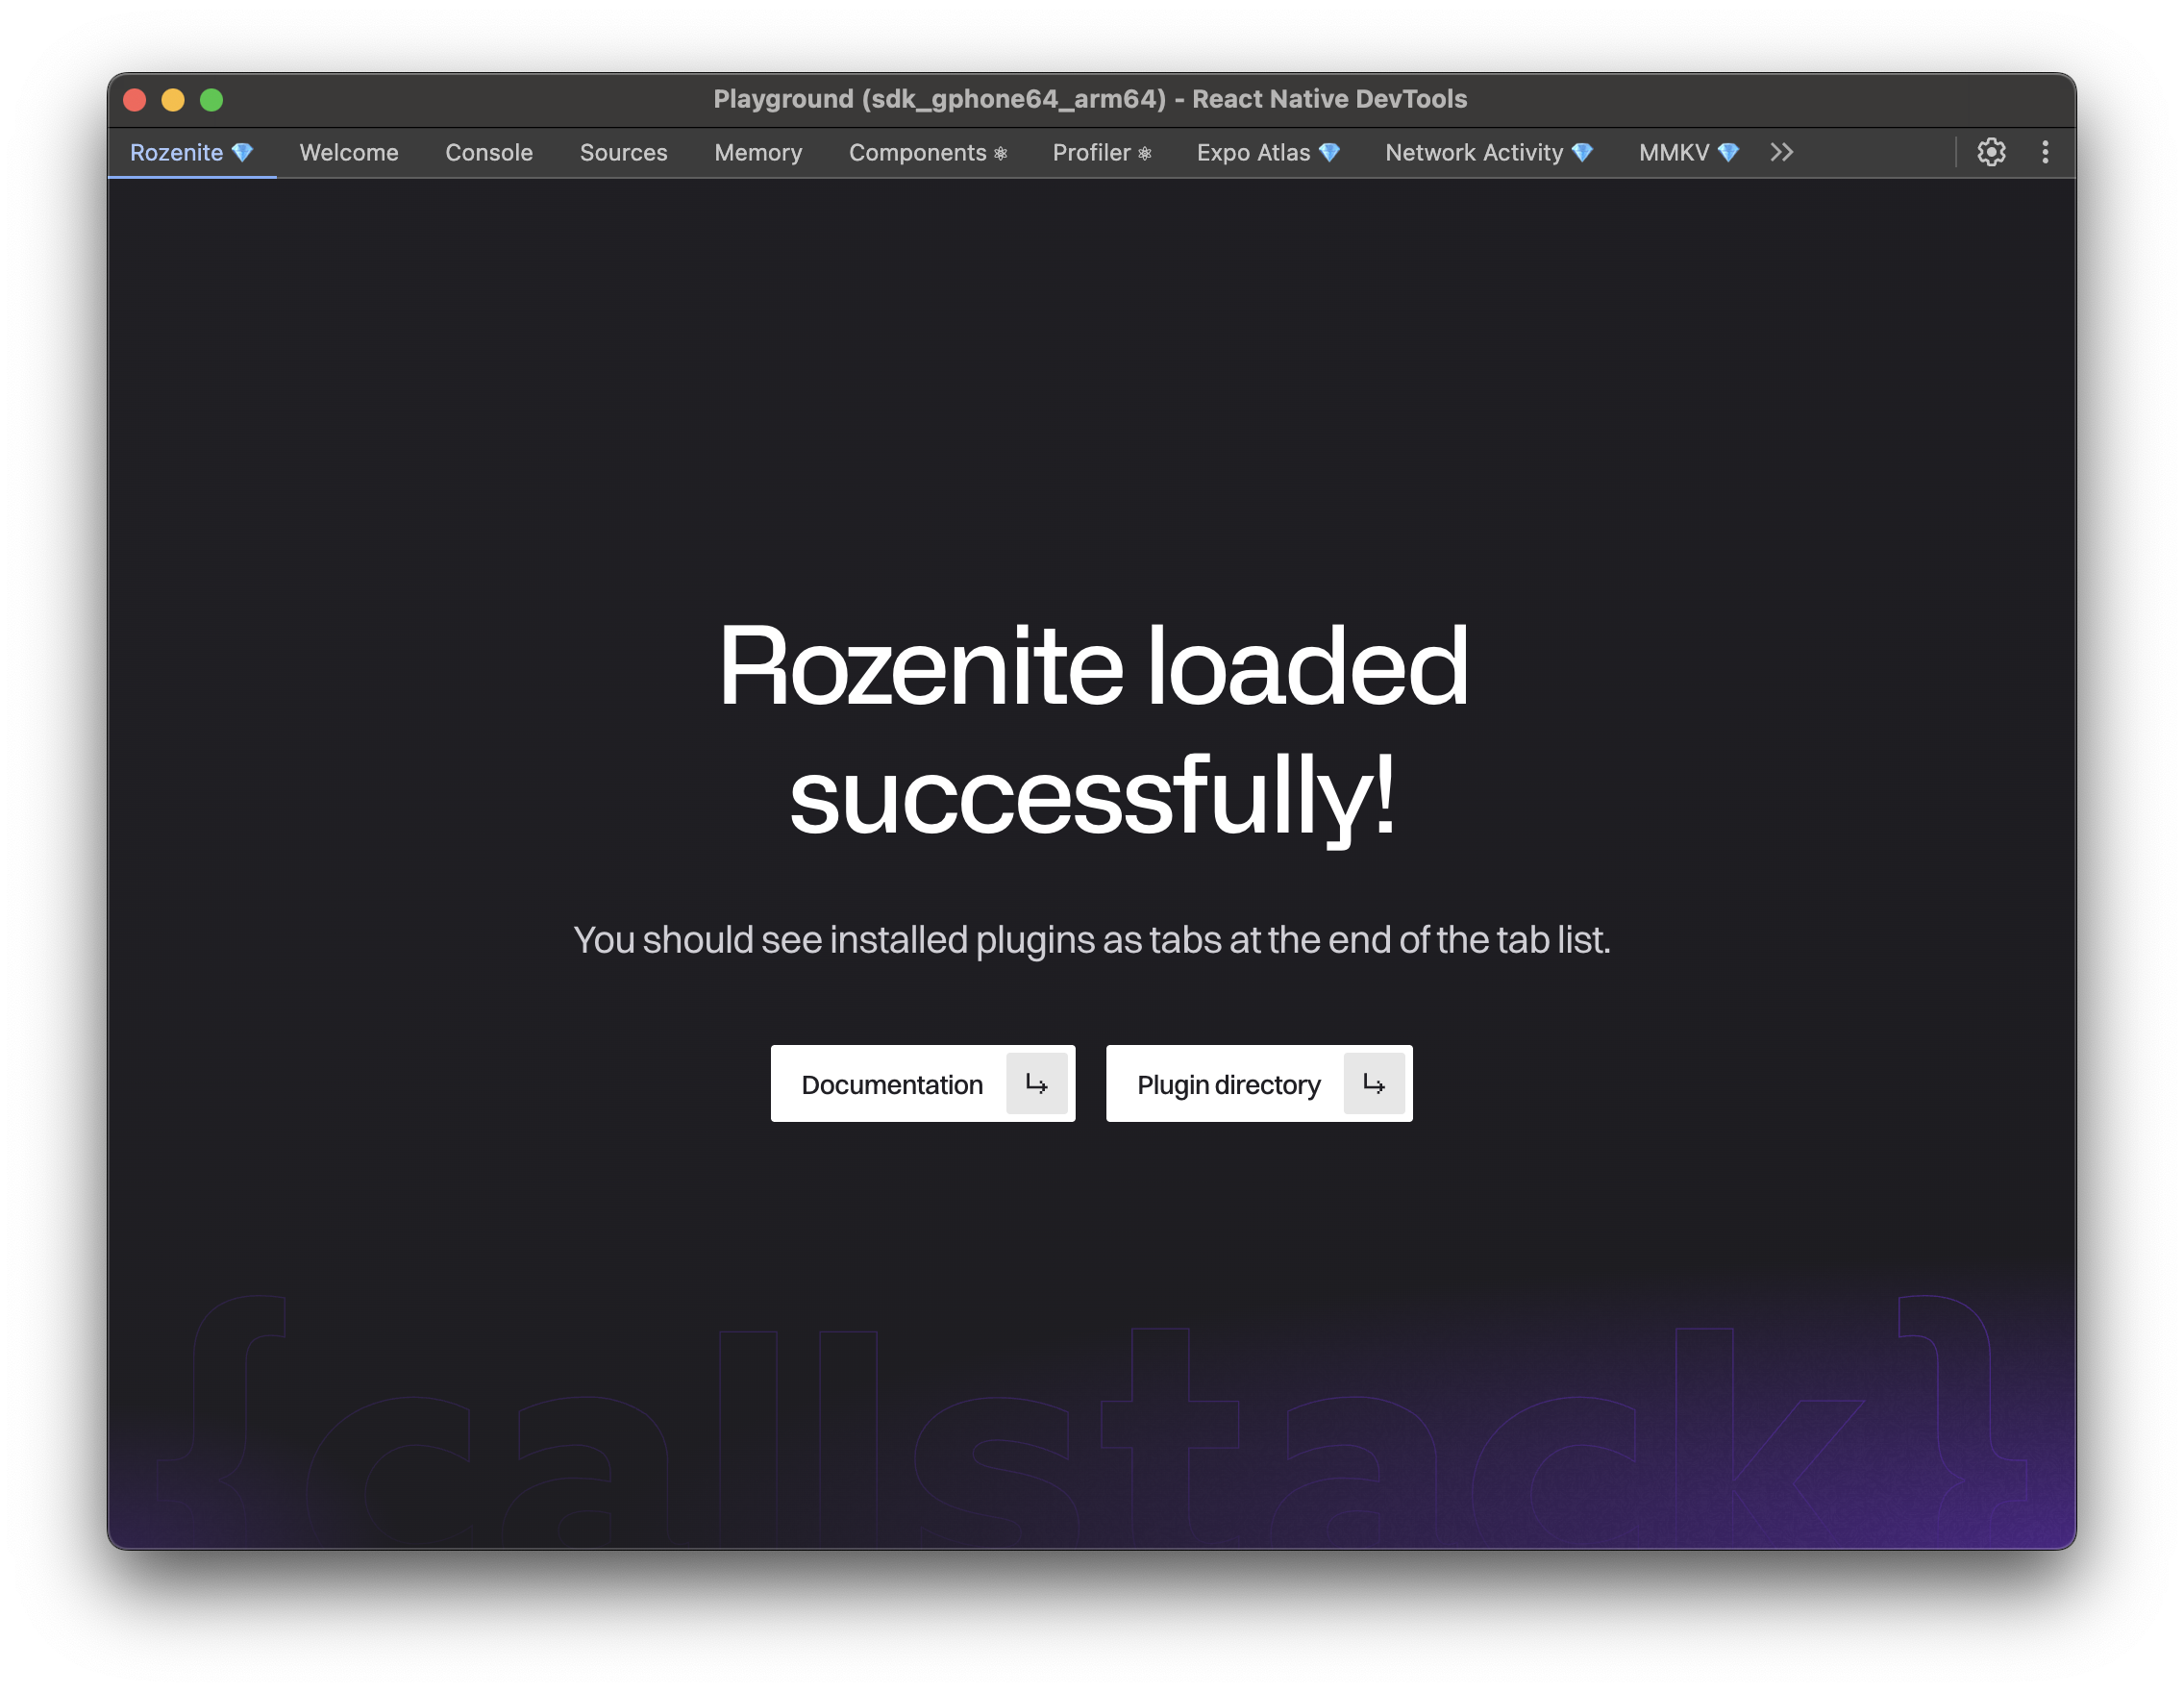 Playground (sdk_gphone64_arm64) - React Native DevTools
Rozenite 💎 Welcome Console Sources Memory Components ⚛ Profiler ⚛ Expo Atlas 💎 Network Activity 💎 MMKV 💎
Rozenite loaded
successfully!
You should see installed plugins as tabs at the end of the tab list.
Documentation Plugin directory
{callstack}